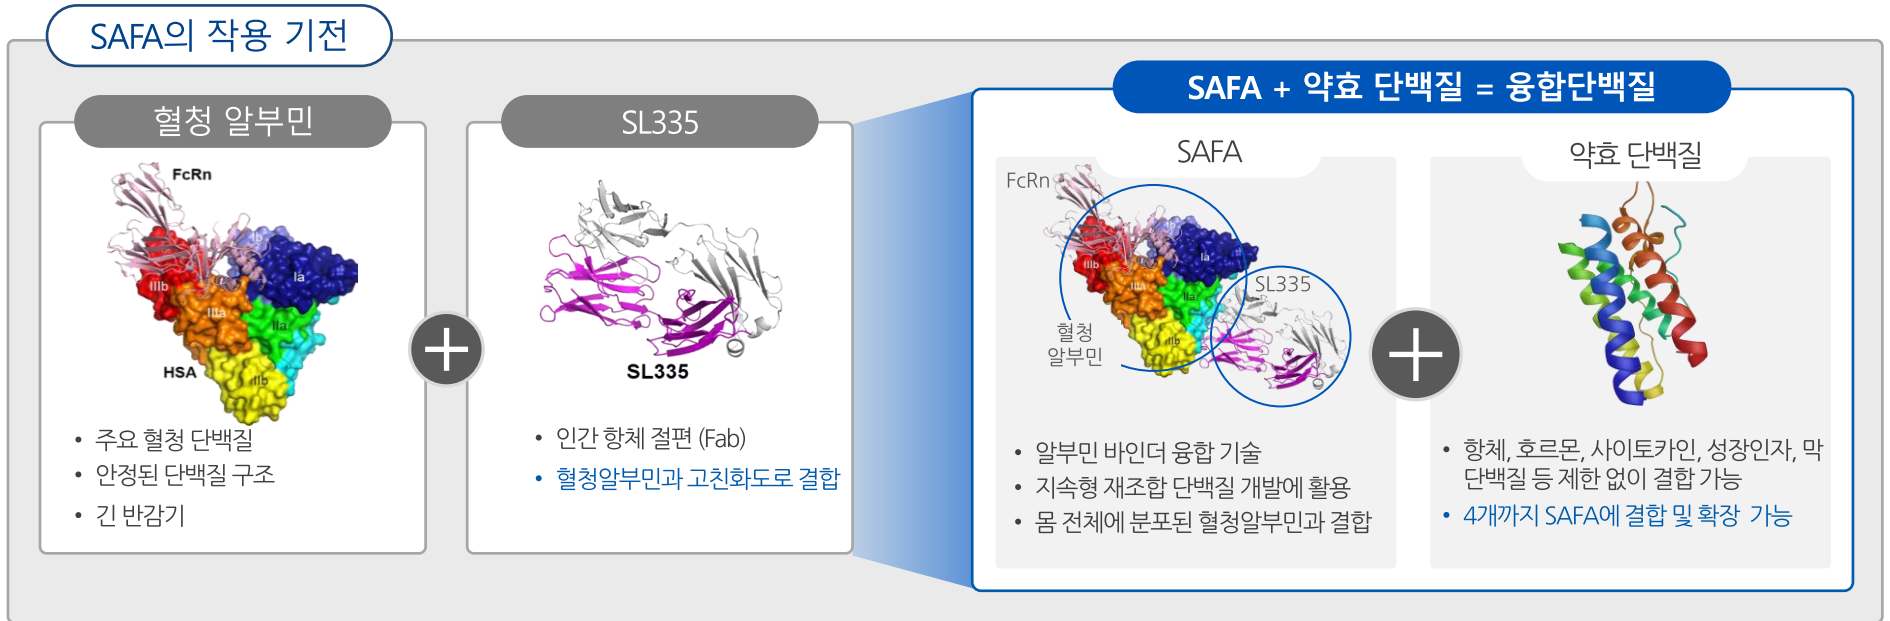 SAFA의 작용 기전
혈청 알부민
FcRn
Ib
Ia
IIIb
IIIa
IIa
HSA
IIb
• 주요 혈청 단백질
• 안정된 단백질 구조
• 긴 반감기
SL335
SL335
• 인간 항체 절편 (Fab)
• 혈청알부민과 고친화도로 결합
SAFA + 약효 단백질 = 융합단백질
SAFA
FcRn
Ia
IIIb
IIIa
IIa
IIb
SL335
혈청
알부민
• 알부민 바인더 융합 기술
• 지속형 재조합 단백질 개발에 활용
• 몸 전체에 분포된 혈청알부민과 결합
약효 단백질
• 항체, 호르몬, 사이토카인, 성장인자, 막
단백질 등 제한 없이 결합 가능
• 4개까지 SAFA에 결합 및 확장 가능